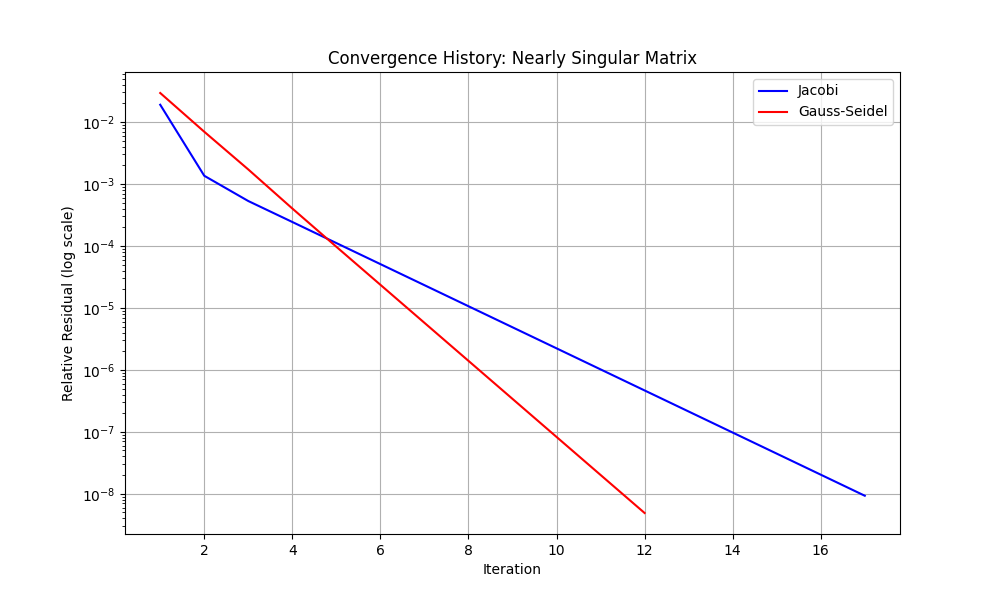 Convergence History: Nearly Singular Matrix
Jacobi
Gauss-Seidel
Relative Residual (log scale)
10⁻²
10⁻³
10⁻⁴
10⁻⁵
10⁻⁶
10⁻⁷
10⁻⁸
2 4 6 8 10 12 14 16
Iteration